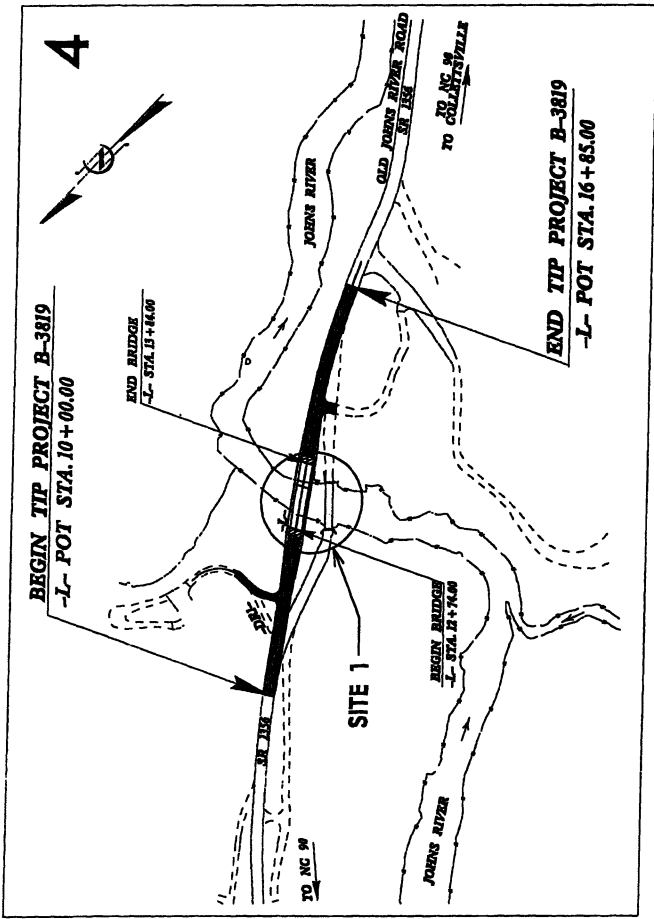 4
BEGIN TIP PROJECT B-3819
-L- POT STA. 10+00.00
END BRIDGE
-L- STA. 13+84.00
JOHNS RIVER
OLD JOHNS RIVER ROAD
SR 1356
TO NC 90
TO COLLETTSVILLE
SR 1356
TO NC 90
SITE 1
BEGIN BRIDGE
-L- STA. 12+74.00
END TIP PROJECT B-3819
-L- POT STA. 16+85.00
JOHNS RIVER